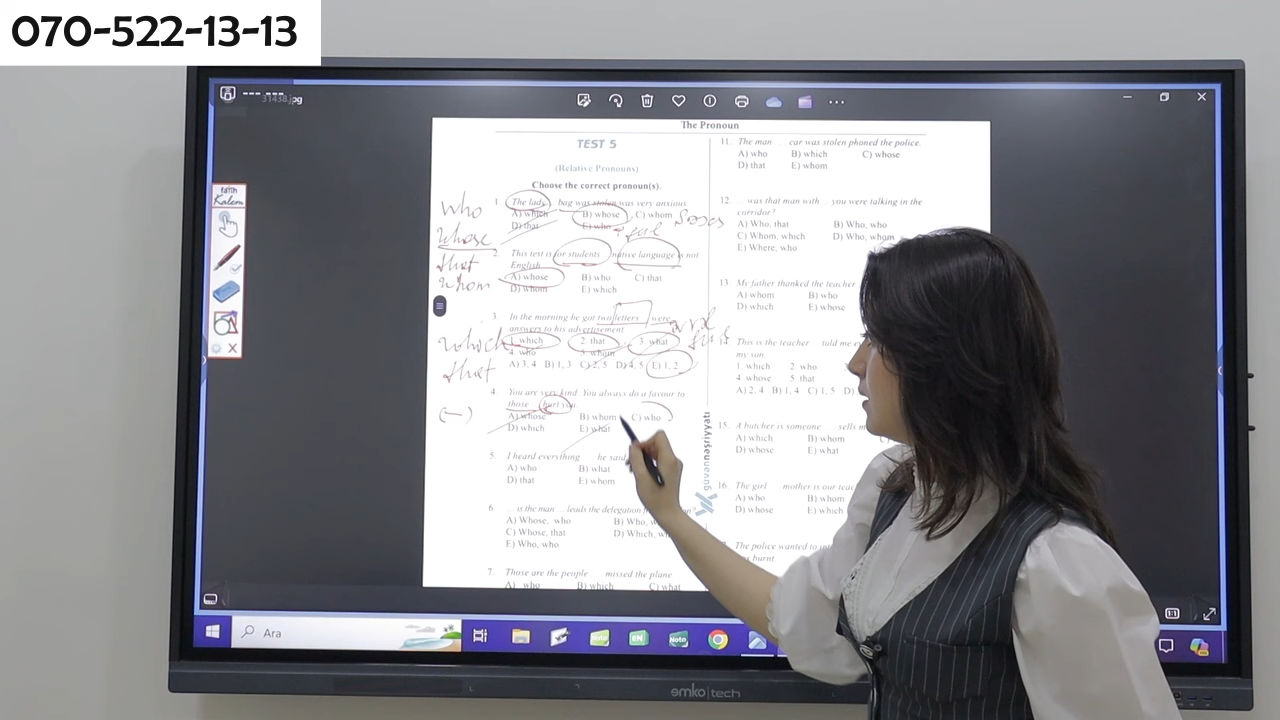 070-522-13-13
31438.jpg
The Pronoun
TEST 5
(Relative Pronouns)
Choose the correct pronoun(s).
1. The lady bag was stolen was very anxious
A) which B) whose C) whom
D) that E) who
2. This test is for students native language is not
English
A) whose B) who C) that
D) whom E) which
3 In the morning he got two letters were
answers to his advertisement
1 which 2 that 3 what
4 who 5 whom
A) 3, 4 B) 1, 3 C) 2, 5 D) 4, 5 E) 1, 2
4 You are very kind You always do a favour to
those hurt you
A) whose B) whom C) who
D) which E) what
5. I heard everything he said
A) who B) what
D) that E) whom
6 ... is the man ... leads the delegation
A) Whose, who B) Who,
C) Whose, that D) Which,
E) Who, who
7. Those are the people ... missed the plane
A) who B) which C) what
11. The man ... car was stolen phoned the police.
A) who B) which C) whose
D) that E) whom
12. ... was that man with ... you were talking in the
corridor?
A) Who, that B) Who, who
C) Whom, which D) Who, whom
E) Where, who
13 My father thanked the teacher
A) whom B) who
D) which E) whose
14 This is the teacher told me
my son.
1. which 2 who
4 whose 5 that
A) 2, 4 B) 1, 4 C) 1, 5 D)
15. A butcher is someone ... sells
A) which B) whom
D) whose E) what
16 The girl mother is our
A) who B) whom
D) whose E) which
The police wanted to
burnt
who
whose
that
whom
which
that
(-)
güvənnəşriyyatı
fatih
Kalem
Ara
EN
Note
emko|tech